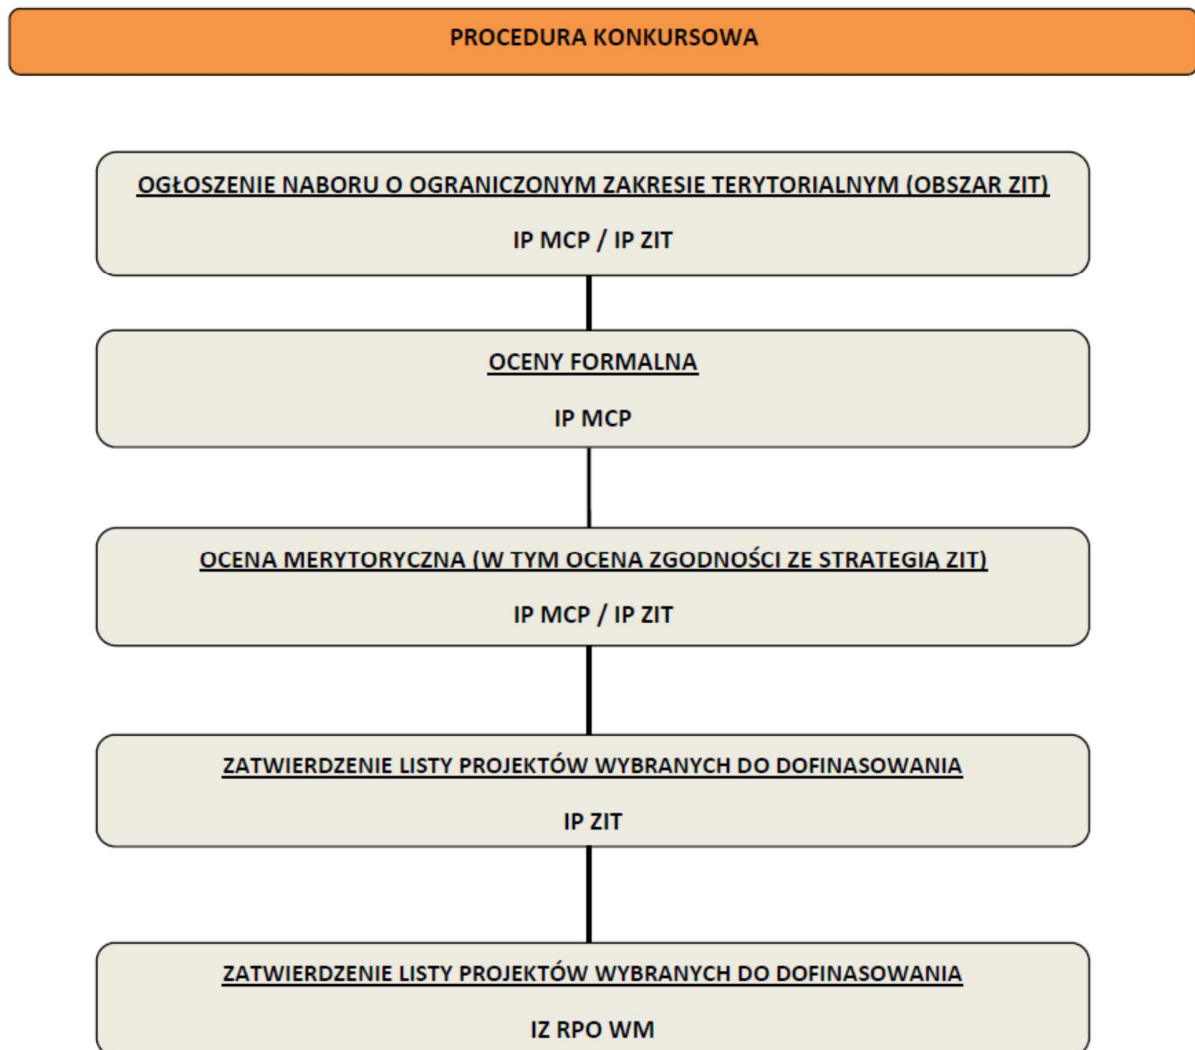 PROCEDURA KONKURSOWA
OGŁOSZENIE NABORU O OGRANICZONYM ZAKRESIE TERYTORIALNYM (OBSZAR ZIT)
IP MCP / IP ZIT
OCENY FORMALNA
IP MCP
OCENA MERYTORYCZNA (W TYM OCENA ZGODNOŚCI ZE STRATEGIĄ ZIT)
IP MCP / IP ZIT
ZATWIERDZENIE LISTY PROJEKTÓW WYBRANYCH DO DOFINASOWANIA
IP ZIT
ZATWIERDZENIE LISTY PROJEKTÓW WYBRANYCH DO DOFINASOWANIA
IZ RPO WM